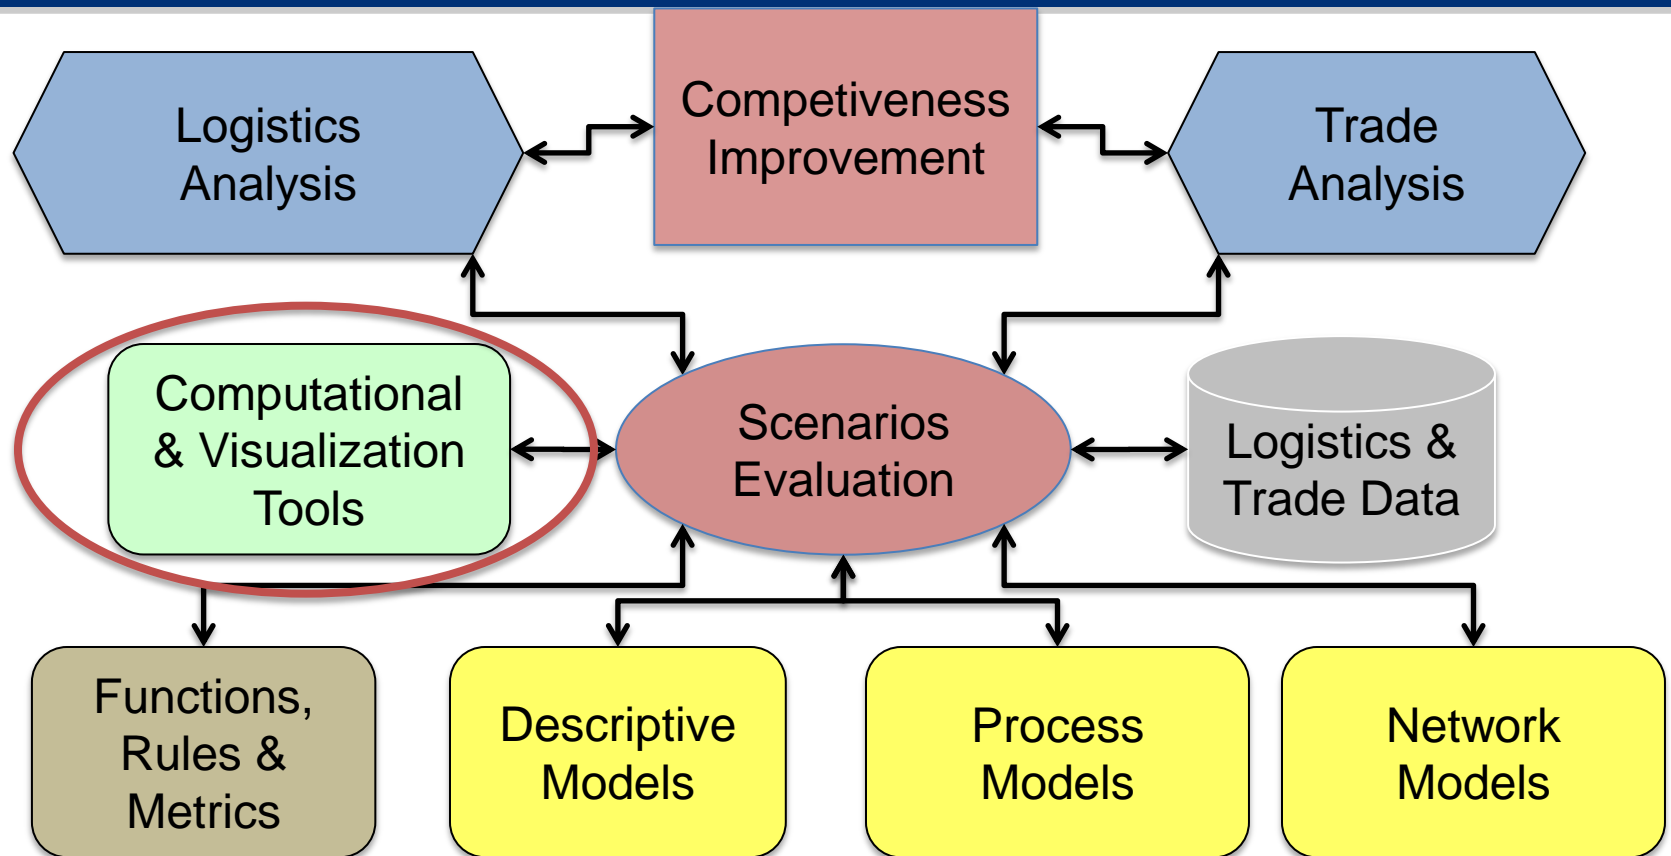 Logistics
Analysis
Competiveness
Improvement
Trade
Analysis
Computational
& Visualization
Tools
Scenarios
Evaluation
Logistics &
Trade Data
Functions,
Rules &
Metrics
Descriptive
Models
Process
Models
Network
Models